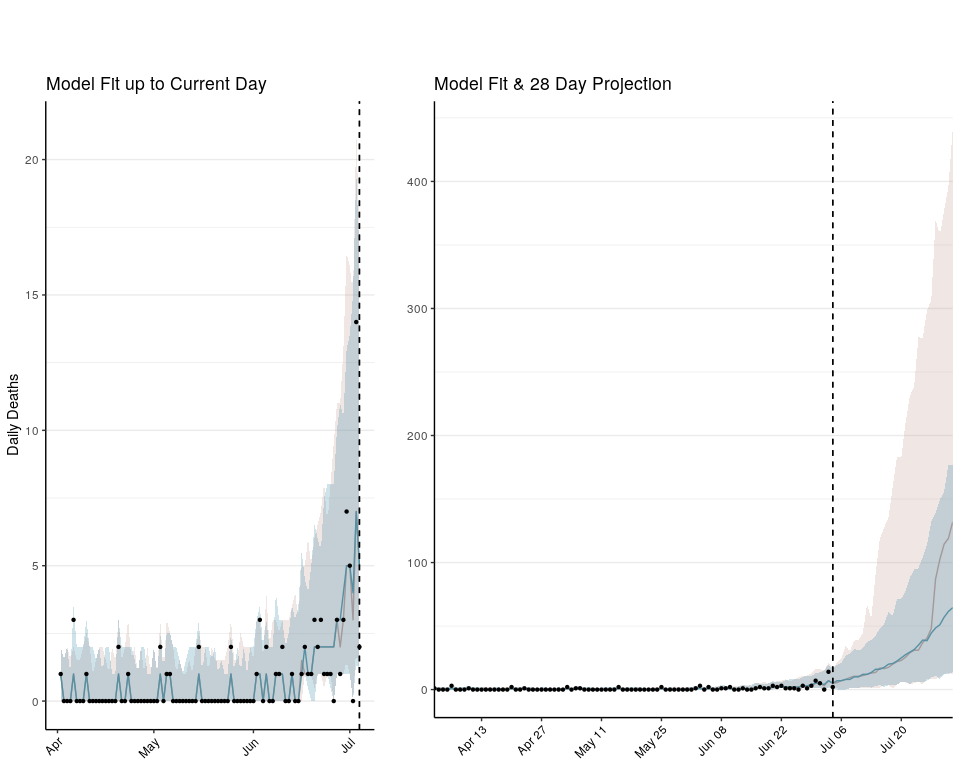 Model Fit up to Current Day
Daily Deaths
20
15
10
5
0
Apr
May
Jun
Jul
Model Fit & 28 Day Projection
400
300
200
100
0
Apr 13
Apr 27
May 11
May 25
Jun 08
Jun 22
Jul 06
Jul 20